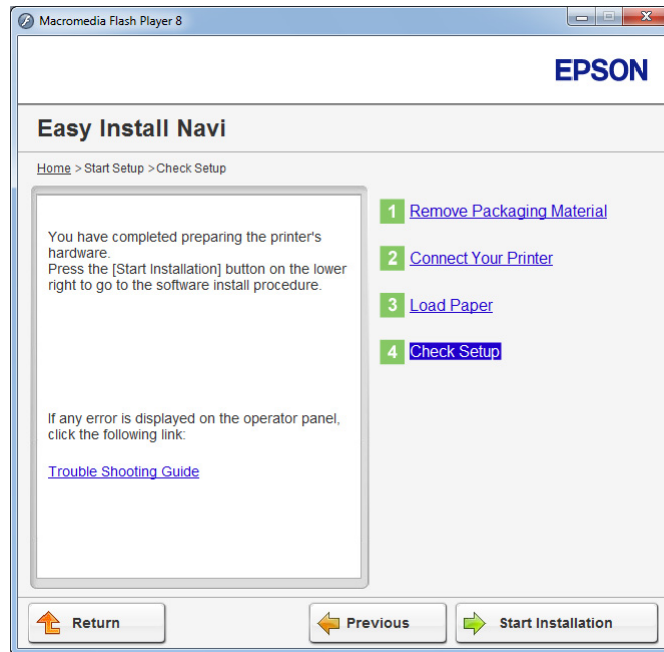 Macromedia Flash Player 8
EPSON
Easy Install Navi
Home > Start Setup >Check Setup
You have completed preparing the printer's
hardware.
Press the [Start Installation] button on the lower
right to go to the software install procedure.
If any error is displayed on the operator panel,
click the following link:
Trouble Shooting Guide
1 Remove Packaging Material
2 Connect Your Printer
3 Load Paper
4 Check Setup
Return
Previous
Start Installation